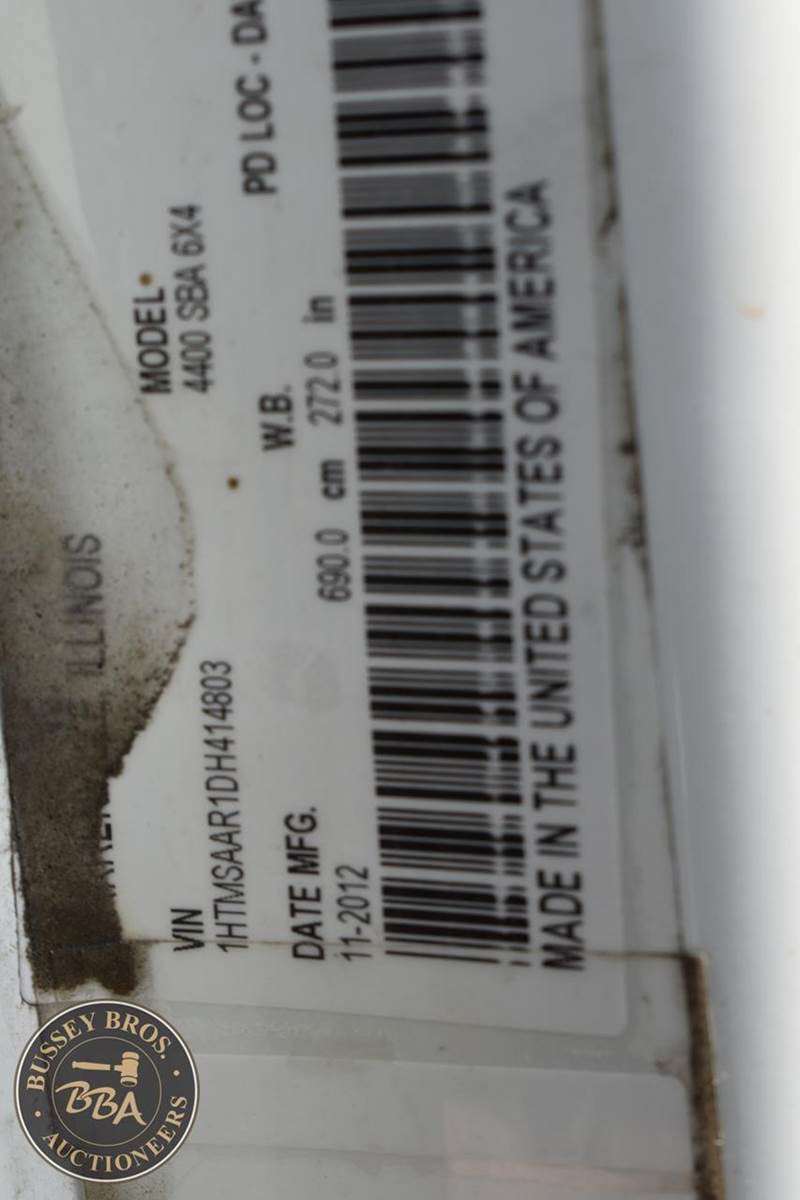 ILLINOIS
VIN
1HTMSAAR1DH414803
MODEL
4400 SBA 6X4
DATE MFG.
11-2012
W.B.
690.0 cm 272.0 in
PD LOC - DA
MADE IN THE UNITED STATES OF AMERICA
BUSSEY BROS.
BBA
AUCTIONEERS